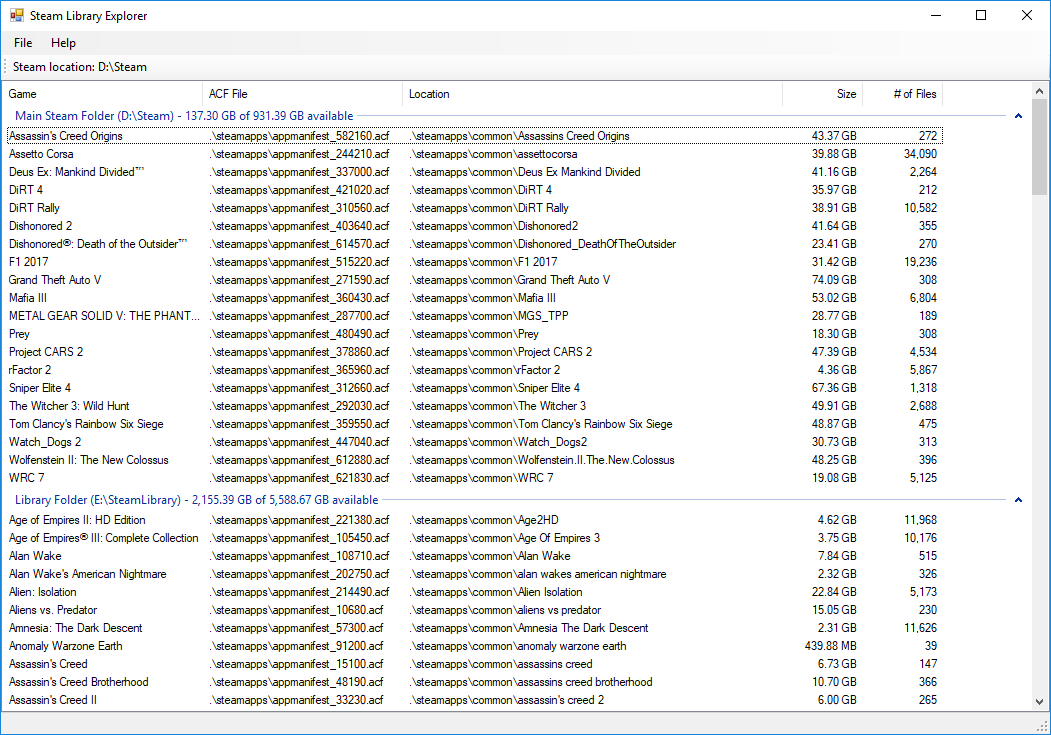 Steam Library Explorer
File Help
Steam location: D:\Steam
Game ACF File Location Size # of Files
Main Steam Folder (D:\Steam) - 137.30 GB of 931.39 GB available
Assassin's Creed Origins .\steamapps\appmanifest_582160.acf .\steamapps\common\Assassins Creed Origins 43.37 GB 272
Assetto Corsa .\steamapps\appmanifest_244210.acf .\steamapps\common\assettocorsa 39.88 GB 34,090
Deus Ex: Mankind Divided™ .\steamapps\appmanifest_337000.acf .\steamapps\common\Deus Ex Mankind Divided 41.16 GB 2,264
DiRT 4 .\steamapps\appmanifest_421020.acf .\steamapps\common\DiRT 4 35.97 GB 212
DiRT Rally .\steamapps\appmanifest_310560.acf .\steamapps\common\DiRT Rally 38.91 GB 10,582
Dishonored 2 .\steamapps\appmanifest_403640.acf .\steamapps\common\Dishonored2 41.64 GB 355
Dishonored®: Death of the Outsider™ .\steamapps\appmanifest_614570.acf .\steamapps\common\Dishonored_DeathOfTheOutsider 23.41 GB 270
F1 2017 .\steamapps\appmanifest_515220.acf .\steamapps\common\F1 2017 31.42 GB 19,236
Grand Theft Auto V .\steamapps\appmanifest_271590.acf .\steamapps\common\Grand Theft Auto V 74.09 GB 308
Mafia III .\steamapps\appmanifest_360430.acf .\steamapps\common\Mafia III 53.02 GB 6,804
METAL GEAR SOLID V: THE PHANT... .\steamapps\appmanifest_287700.acf .\steamapps\common\MGS_TPP 28.77 GB 189
Prey .\steamapps\appmanifest_480490.acf .\steamapps\common\Prey 18.30 GB 308
Project CARS 2 .\steamapps\appmanifest_378860.acf .\steamapps\common\Project CARS 2 47.39 GB 4,534
rFactor 2 .\steamapps\appmanifest_365960.acf .\steamapps\common\rFactor 2 4.36 GB 5,867
Sniper Elite 4 .\steamapps\appmanifest_312660.acf .\steamapps\common\Sniper Elite 4 67.36 GB 1,318
The Witcher 3: Wild Hunt .\steamapps\appmanifest_292030.acf .\steamapps\common\The Witcher 3 49.91 GB 2,688
Tom Clancy's Rainbow Six Siege .\steamapps\appmanifest_359550.acf .\steamapps\common\Tom Clancy's Rainbow Six Siege 48.87 GB 475
Watch_Dogs 2 .\steamapps\appmanifest_447040.acf .\steamapps\common\Watch_Dogs2 30.73 GB 313
Wolfenstein II: The New Colossus .\steamapps\appmanifest_612880.acf .\steamapps\common\Wolfenstein.II.The.New.Colossus 48.25 GB 396
WRC 7 .\steamapps\appmanifest_621830.acf .\steamapps\common\WRC 7 19.08 GB 5,125
Library Folder (E:\SteamLibrary) - 2,155.39 GB of 5,588.67 GB available
Age of Empires II: HD Edition .\steamapps\appmanifest_221380.acf .\steamapps\common\Age2HD 4.62 GB 11,968
Age of Empires® III: Complete Collection .\steamapps\appmanifest_105450.acf .\steamapps\common\Age Of Empires 3 3.75 GB 10,176
Alan Wake .\steamapps\appmanifest_108710.acf .\steamapps\common\Alan Wake 7.84 GB 515
Alan Wake's American Nightmare .\steamapps\appmanifest_202750.acf .\steamapps\common\alan wakes american nightmare 2.32 GB 326
Alien: Isolation .\steamapps\appmanifest_214490.acf .\steamapps\common\Alien Isolation 22.84 GB 5,173
Aliens vs. Predator .\steamapps\appmanifest_10680.acf .\steamapps\common\aliens vs predator 15.05 GB 230
Amnesia: The Dark Descent .\steamapps\appmanifest_57300.acf .\steamapps\common\Amnesia The Dark Descent 2.31 GB 11,626
Anomaly Warzone Earth .\steamapps\appmanifest_91200.acf .\steamapps\common\anomaly warzone earth 439.88 MB 39
Assassin's Creed .\steamapps\appmanifest_15100.acf .\steamapps\common\assassins creed 6.73 GB 147
Assassin's Creed Brotherhood .\steamapps\appmanifest_48190.acf .\steamapps\common\assassins creed brotherhood 10.70 GB 366
Assassin's Creed II .\steamapps\appmanifest_33230.acf .\steamapps\common\assassin's creed 2 6.00 GB 265